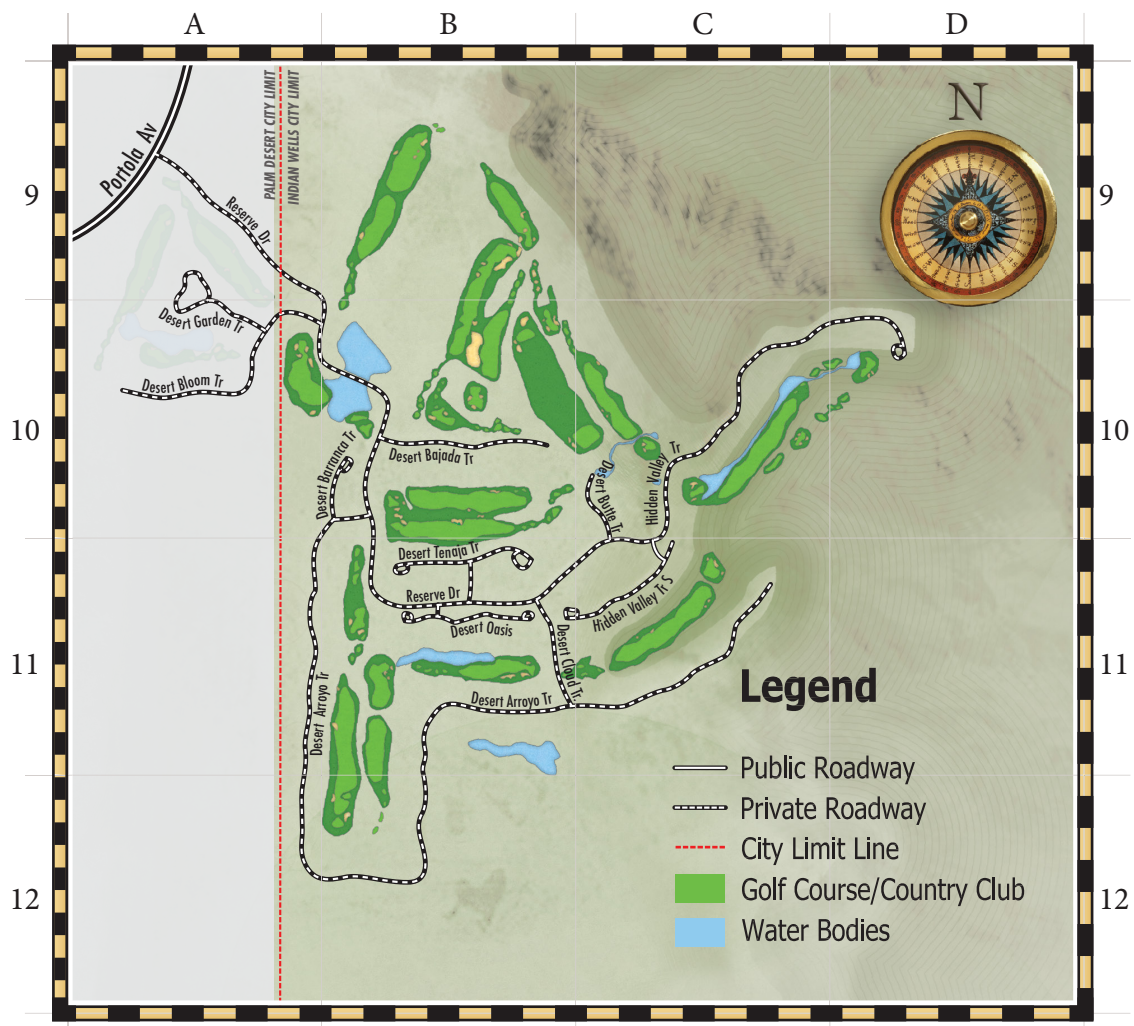 A
B
C
D
9
9
10
10
11
11
12
12
N
PALM DESERT CITY LIMIT
INDIAN WELLS CITY LIMIT
Portola Av
Reserve Dr
Desert Garden Tr
Desert Bloom Tr
Desert Barranca Tr
Desert Bajada Tr
Desert Butte Tr
Hidden Valley Tr
Desert Tenaja Tr
Reserve Dr
Desert Oasis
Hidden Valley Tr S
Desert Cloud Tr.
Desert Arroyo Tr
Desert Arroyo Tr
Legend
Public Roadway
Private Roadway
City Limit Line
Golf Course/Country Club
Water Bodies